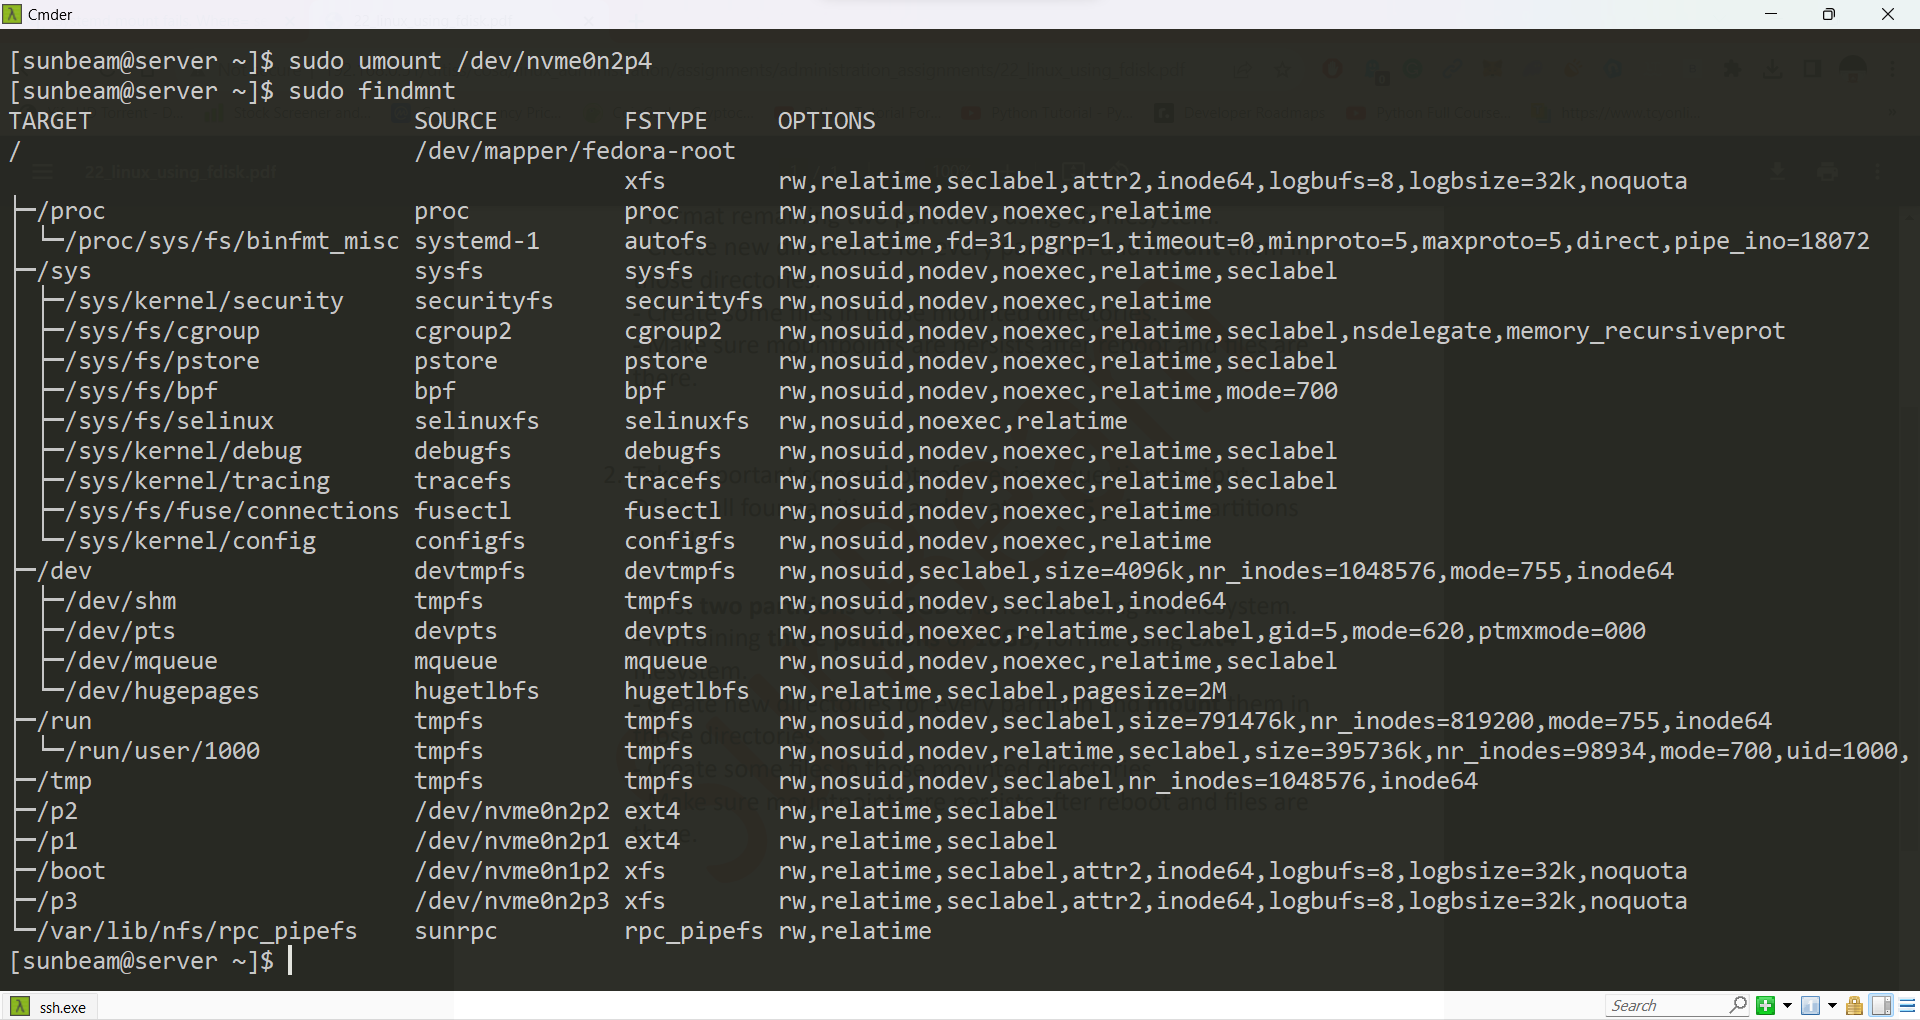 Cmder
[sunbeam@server ~]$ sudo umount /dev/nvme0n2p4
[sunbeam@server ~]$ sudo findmnt
TARGET SOURCE FSTYPE OPTIONS
/ /dev/mapper/fedora-root
xfs rw,relatime,seclabel,attr2,inode64,logbufs=8,logbsize=32k,noquota
├─/proc proc proc rw,nosuid,nodev,noexec,relatime
│ └─/proc/sys/fs/binfmt_misc systemd-1 autofs rw,relatime,fd=31,pgrp=1,timeout=0,minproto=5,maxproto=5,direct,pipe_ino=18072
├─/sys sysfs sysfs rw,nosuid,nodev,noexec,relatime,seclabel
│ ├─/sys/kernel/security securityfs securityfs rw,nosuid,nodev,noexec,relatime
│ ├─/sys/fs/cgroup cgroup2 cgroup2 rw,nosuid,nodev,noexec,relatime,seclabel,nsdelegate,memory_recursiveprot
│ ├─/sys/fs/pstore pstore pstore rw,nosuid,nodev,noexec,relatime,seclabel
│ ├─/sys/fs/bpf bpf bpf rw,nosuid,nodev,noexec,relatime,mode=700
│ ├─/sys/fs/selinux selinuxfs selinuxfs rw,nosuid,noexec,relatime
│ ├─/sys/kernel/debug debugfs debugfs rw,nosuid,nodev,noexec,relatime,seclabel
│ ├─/sys/kernel/tracing tracefs tracefs rw,nosuid,nodev,noexec,relatime,seclabel
│ ├─/sys/fs/fuse/connections fusectl fusectl rw,nosuid,nodev,noexec,relatime
│ └─/sys/kernel/config configfs configfs rw,nosuid,nodev,noexec,relatime
├─/dev devtmpfs devtmpfs rw,nosuid,seclabel,size=4096k,nr_inodes=1048576,mode=755,inode64
│ ├─/dev/shm tmpfs tmpfs rw,nosuid,nodev,seclabel,inode64
│ ├─/dev/pts devpts devpts rw,nosuid,noexec,relatime,seclabel,gid=5,mode=620,ptmxmode=000
│ ├─/dev/mqueue mqueue mqueue rw,nosuid,nodev,noexec,relatime,seclabel
│ └─/dev/hugepages hugetlbfs hugetlbfs rw,relatime,seclabel,pagesize=2M
├─/run tmpfs tmpfs rw,nosuid,nodev,seclabel,size=791476k,nr_inodes=819200,mode=755,inode64
│ └─/run/user/1000 tmpfs tmpfs rw,nosuid,nodev,relatime,seclabel,size=395736k,nr_inodes=98934,mode=700,uid=1000,
├─/tmp tmpfs tmpfs rw,nosuid,nodev,seclabel,nr_inodes=1048576,inode64
├─/p2 /dev/nvme0n2p2 ext4 rw,relatime,seclabel
├─/p1 /dev/nvme0n2p1 ext4 rw,relatime,seclabel
├─/boot /dev/nvme0n1p2 xfs rw,relatime,seclabel,attr2,inode64,logbufs=8,logbsize=32k,noquota
├─/p3 /dev/nvme0n2p3 xfs rw,relatime,seclabel,attr2,inode64,logbufs=8,logbsize=32k,noquota
└─/var/lib/nfs/rpc_pipefs sunrpc rpc_pipefs rw,relatime
[sunbeam@server ~]$
ssh.exe
Search